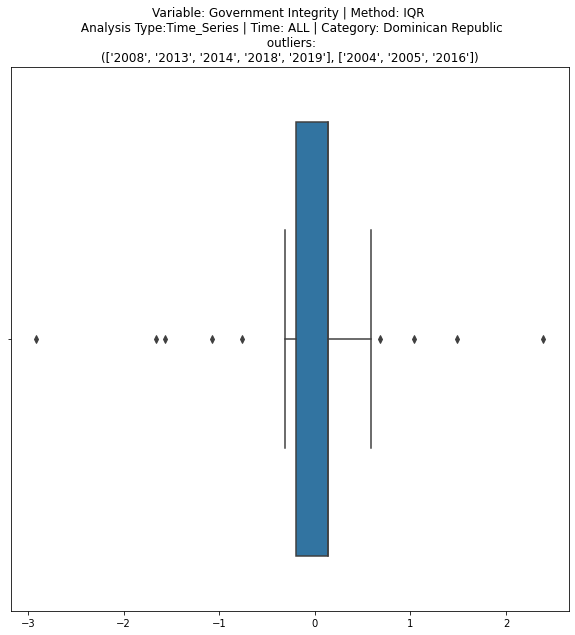 Variable: Government Integrity | Method: IQR
Analysis Type:Time_Series | Time: ALL | Category: Dominican Republic
outliers:
(['2008', '2013', '2014', '2018', '2019'], ['2004', '2005', '2016'])
−3 −2 −1 0 1 2